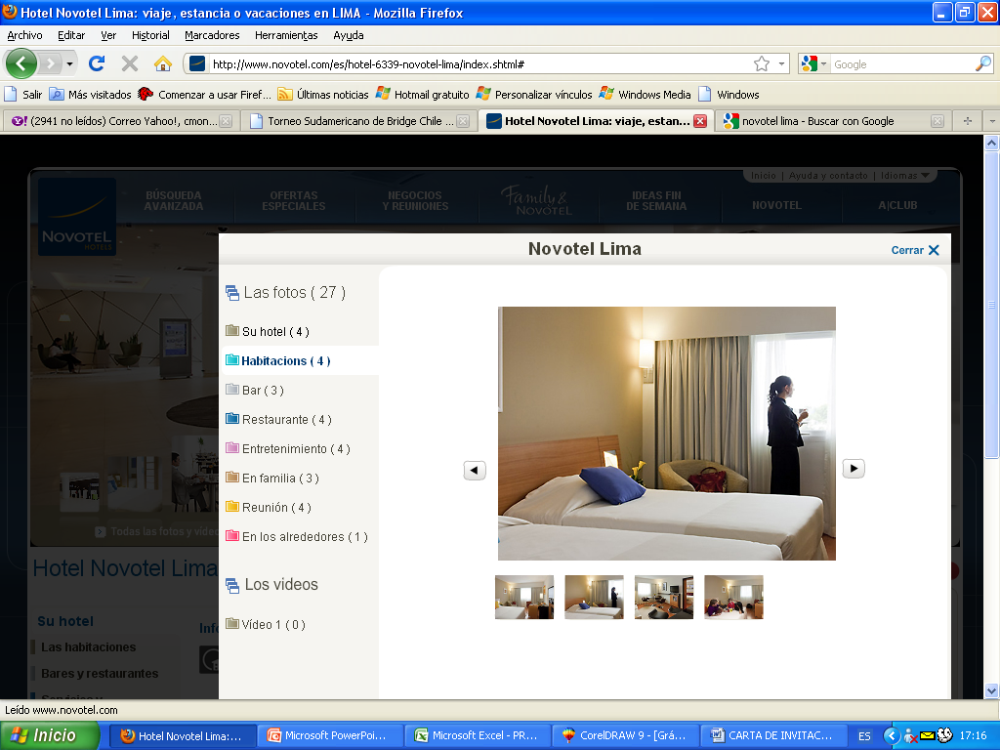 Hotel Novotel Lima: viaje, estancia o vacaciones en LIMA - Mozilla Firefox
Archivo Editar Ver Historial Marcadores Herramientas Ayuda
http://www.novotel.com/es/hotel-6339-novotel-lima/index.shtml#
Google
Salir Más visitados Comenzar a usar Firef... Últimas noticias Hotmail gratuito Personalizar vínculos Windows Media Windows
(2941 no leídos) Correo Yahoo!, cmon... Torneo Sudamericano de Bridge Chile ... Hotel Novotel Lima: viaje, estan... novotel lima - Buscar con Google
Inicio | Ayuda y contacto | Idiomas
BÚSQUEDA AVANZADA
OFERTAS ESPECIALES
NEGOCIOS Y REUNIONES
Family & NOVOTEL
IDEAS FIN DE SEMANA
NOVOTEL
A|CLUB
NOVOTEL
HOTELS
Novotel Lima
Cerrar
Las fotos ( 27 )
Su hotel ( 4 )
Habitacions ( 4 )
Bar ( 3 )
Restaurante ( 4 )
Entretenimiento ( 4 )
En familia ( 3 )
Reunión ( 4 )
En los alrededores ( 1 )
Los videos
Vídeo 1 ( 0 )
Todas las fotos y vídeo
Hotel Novotel Lima
Su hotel
Las habitaciones
Bares y restaurantes
Leído www.novotel.com
Inicio Hotel Novotel Lima:... Microsoft PowerPoi... Microsoft Excel - PR... CorelDRAW 9 - [Grá... CARTA DE INVITAC... ES 17:16